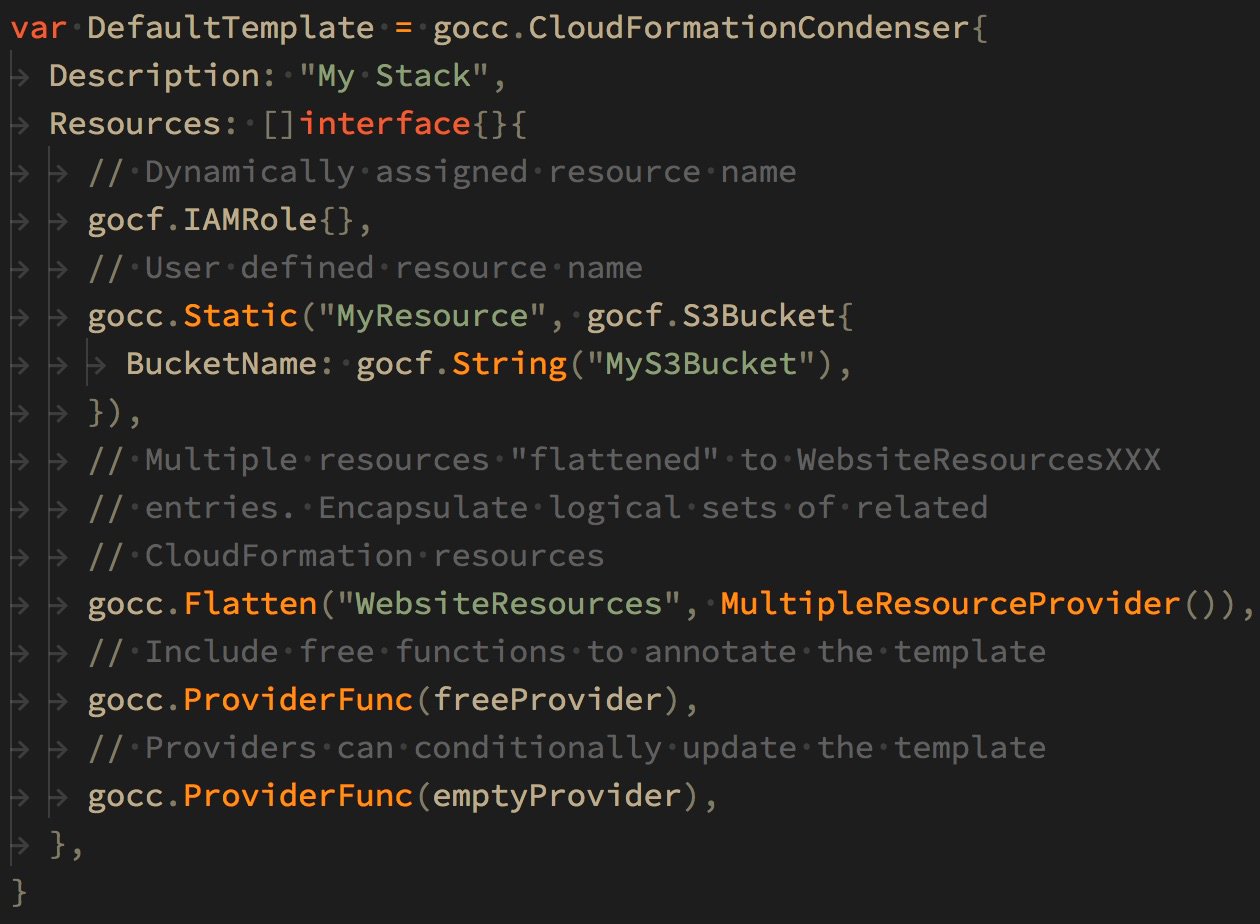 var DefaultTemplate = gocc.CloudFormationCondenser{
Description: "My Stack",
Resources: []interface{}{
// Dynamically assigned resource name
gocf.IAMRole{},
// User defined resource name
gocc.Static("MyResource", gocf.S3Bucket{
BucketName: gocf.String("MyS3Bucket"),
}),
// Multiple resources "flattened" to WebsiteResourcesXXX
// entries. Encapsulate logical sets of related
// CloudFormation resources
gocc.Flatten("WebsiteResources", MultipleResourceProvider()),
// Include free functions to annotate the template
gocc.ProviderFunc(freeProvider),
// Providers can conditionally update the template
gocc.ProviderFunc(emptyProvider),
},
}